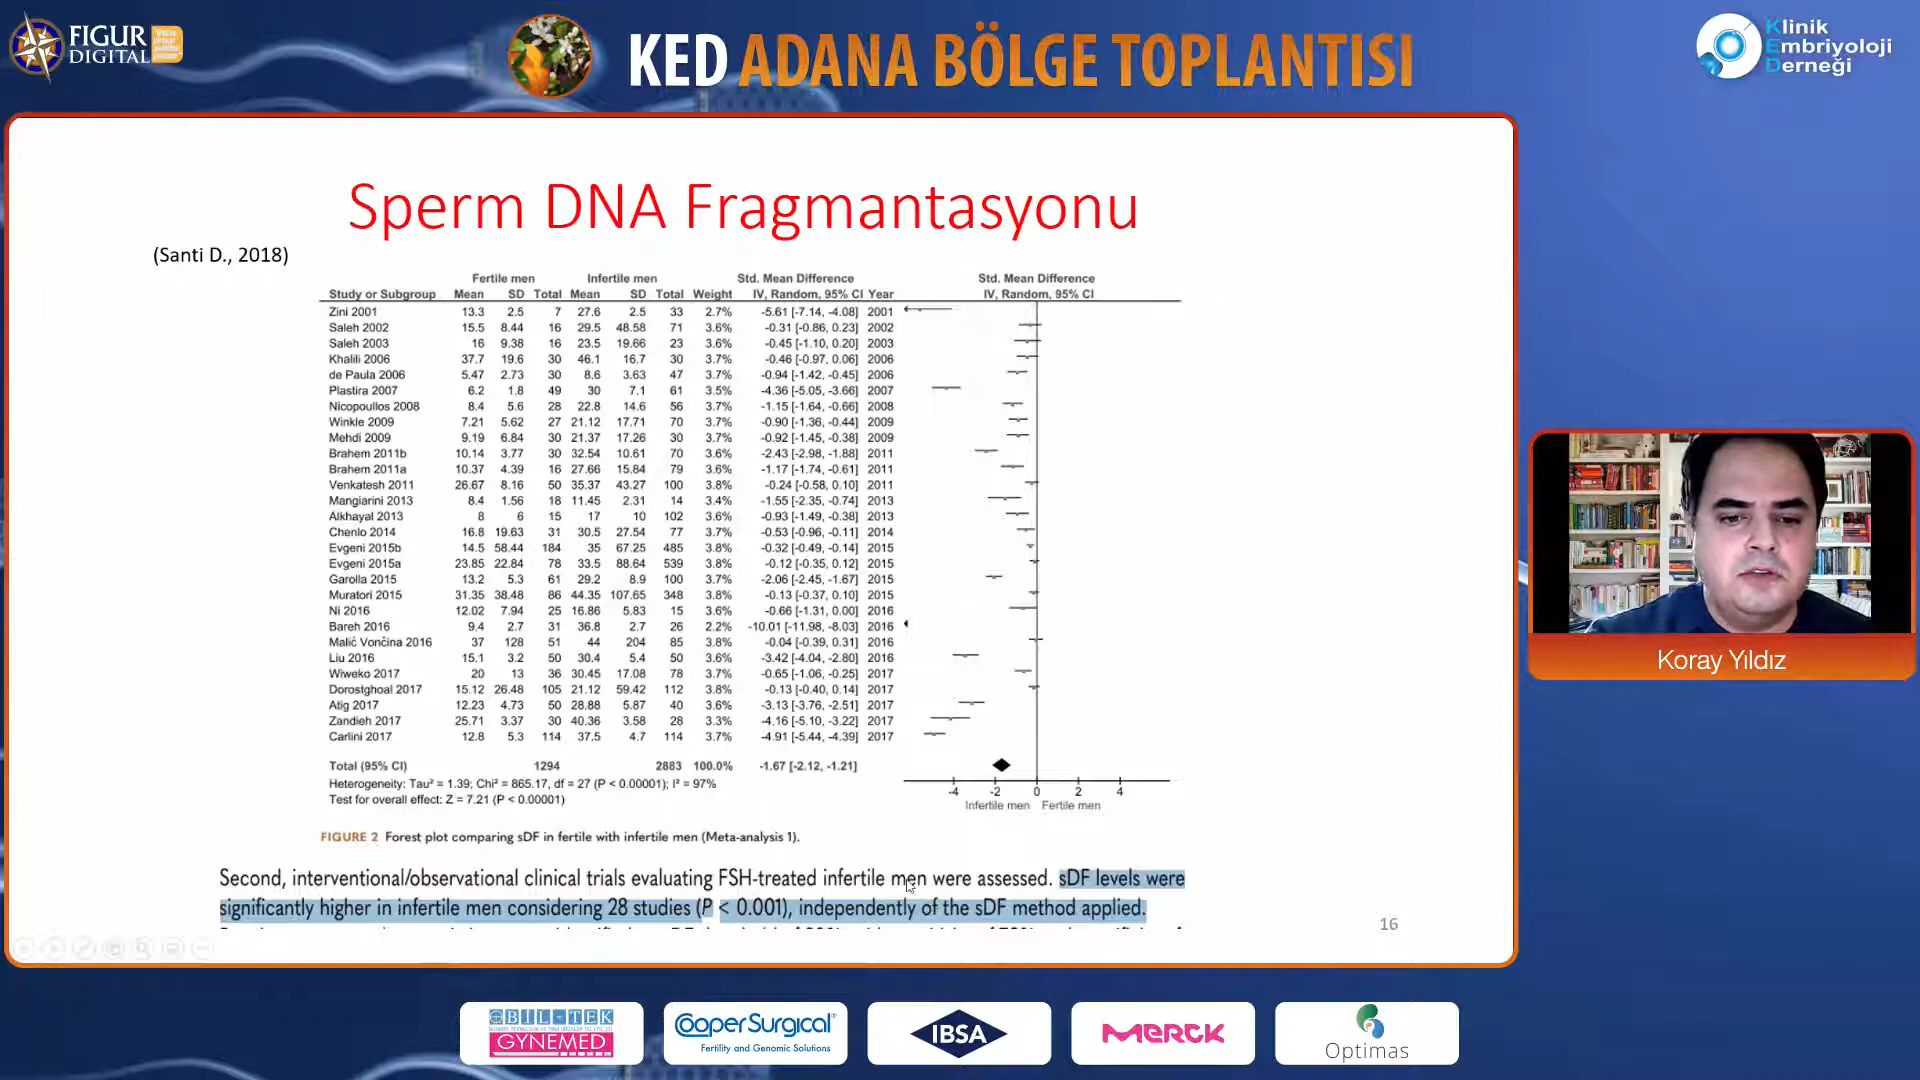 FIGUR
DIGITAL
KED ADANA BÖLGE TOPLANTISI
Klinik
Embriyoloji
Derneği
Sperm DNA Fragmantasyonu
(Santi D., 2018)
Fertile men Infertile men Std. Mean Difference Std. Mean Difference
Study or Subgroup Mean SD Total Mean SD Total Weight IV, Random, 95% CI Year IV, Random, 95% CI
Zini 2001 13.3 2.5 7 27.6 2.5 33 2.7% -5.61 [-7.14, -4.08] 2001
Saleh 2002 15.5 8.44 16 29.5 48.58 71 3.6% -0.31 [-0.86, 0.23] 2002
Saleh 2003 16 9.38 16 23.5 19.66 23 3.6% -0.45 [-1.10, 0.20] 2003
Khalili 2006 37.7 19.6 30 46.1 16.7 30 3.7% -0.46 [-0.97, 0.06] 2006
de Paula 2006 5.47 2.73 30 8.6 3.63 47 3.7% -0.94 [-1.42, -0.45] 2006
Plastira 2007 6.2 1.8 49 30 7.1 61 3.5% -4.36 [-5.05, -3.66] 2007
Nicopoullos 2008 8.4 5.6 28 22.8 14.6 56 3.7% -1.15 [-1.64, -0.66] 2008
Winkle 2009 7.21 5.62 27 21.12 17.71 70 3.7% -0.90 [-1.36, -0.44] 2009
Mehdi 2009 9.19 6.84 30 21.37 17.26 30 3.7% -0.92 [-1.45, -0.38] 2009
Brahem 2011b 10.14 3.77 30 32.54 10.61 70 3.6% -2.43 [-2.98, -1.88] 2011
Brahem 2011a 10.37 4.39 16 27.66 15.84 79 3.6% -1.17 [-1.74, -0.61] 2011
Venkatesh 2011 26.67 8.16 50 35.37 43.27 100 3.8% -0.24 [-0.58, 0.10] 2011
Mangiarini 2013 8.4 1.56 18 11.45 2.31 14 3.4% -1.55 [-2.35, -0.74] 2013
Alkhayal 2013 8 6 15 17 10 102 3.6% -0.93 [-1.49, -0.38] 2013
Chenlo 2014 16.8 19.63 31 30.5 27.54 77 3.7% -0.53 [-0.96, -0.11] 2014
Evgeni 2015b 14.5 58.44 184 35 67.25 485 3.8% -0.32 [-0.49, -0.14] 2015
Evgeni 2015a 23.85 22.84 78 33.5 88.64 539 3.8% -0.12 [-0.35, 0.12] 2015
Garolla 2015 13.2 5.3 61 29.2 8.9 100 3.7% -2.06 [-2.45, -1.67] 2015
Muratori 2015 31.35 38.48 86 44.35 107.65 348 3.8% -0.13 [-0.37, 0.10] 2015
Ni 2016 12.02 7.94 25 16.86 5.83 15 3.6% -0.66 [-1.31, 0.00] 2016
Bareh 2016 9.4 2.7 31 36.8 2.7 26 2.2% -10.01 [-11.98, -8.03] 2016
Malić Vončina 2016 37 128 51 44 204 85 3.8% -0.04 [-0.39, 0.31] 2016
Liu 2016 15.1 3.2 50 30.4 5.4 50 3.6% -3.42 [-4.04, -2.80] 2016
Wiweko 2017 20 13 36 30.45 17.08 78 3.7% -0.65 [-1.06, -0.25] 2017
Dorostghoal 2017 15.12 26.48 105 21.12 59.42 112 3.8% -0.13 [-0.40, 0.14] 2017
Atig 2017 12.23 4.73 50 28.88 5.87 40 3.6% -3.13 [-3.76, -2.51] 2017
Zandieh 2017 25.71 3.37 30 40.36 3.58 28 3.3% -4.16 [-5.10, -3.22] 2017
Carlini 2017 12.8 5.3 114 37.5 4.7 114 3.7% -4.91 [-5.44, -4.39] 2017
Total (95% CI) 1294 2883 100.0% -1.67 [-2.12, -1.21]
Heterogeneity: Tau² = 1.39; Chi² = 865.17, df = 27 (P < 0.00001); I² = 97%
Test for overall effect: Z = 7.21 (P < 0.00001)
-4 -2 0 2 4
Infertile men Fertile men
FIGURE 2 Forest plot comparing sDF in fertile with infertile men (Meta-analysis 1).
Second, interventional/observational clinical trials evaluating FSH-treated infertile men were assessed. sDF levels were
significantly higher in infertile men considering 28 studies (P < 0.001), independently of the sDF method applied.
16
Koray Yıldız
BIL-TEK
GYNEMED
CooperSurgical
Fertility and Genomic Solutions
IBSA
MERCK
Optimas